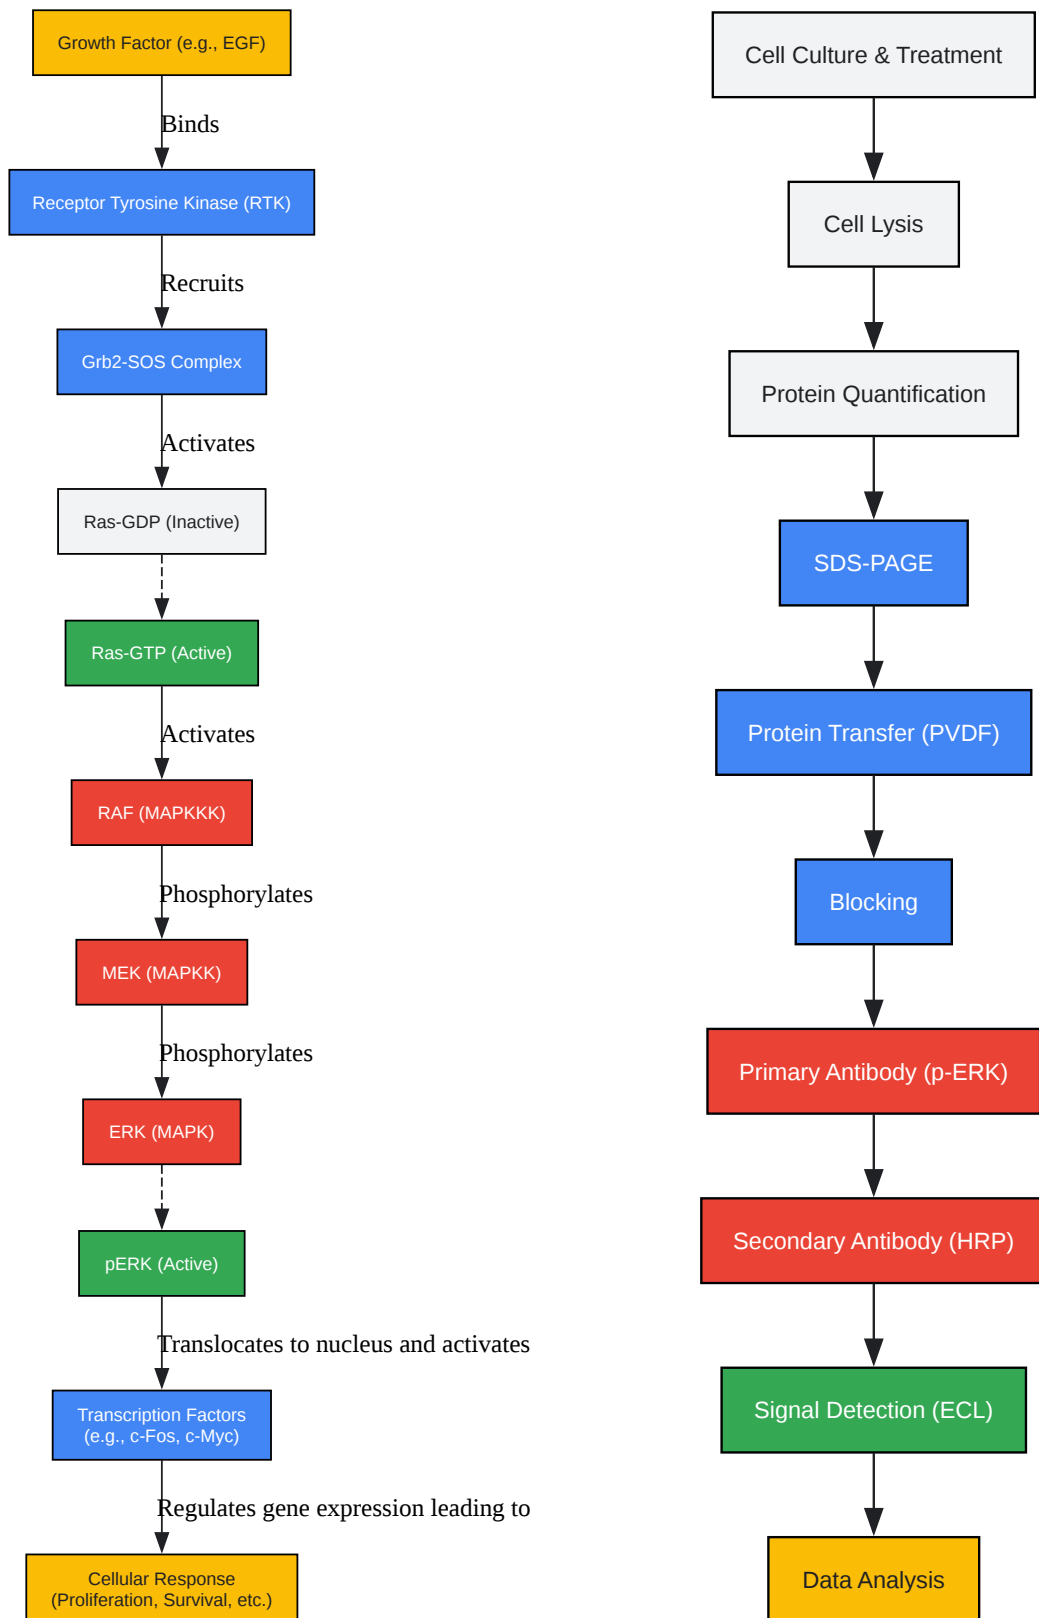 Growth Factor (e.g., EGF)
Binds
Receptor Tyrosine Kinase (RTK)
Recruits
Grb2-SOS Complex
Activates
Ras-GDP (Inactive)
Ras-GTP (Active)
Activates
RAF (MAPKKK)
Phosphorylates
MEK (MAPKK)
Phosphorylates
ERK (MAPK)
pERK (Active)
Translocates to nucleus and activates
Transcription Factors
(e.g., c-Fos, c-Myc)
Regulates gene expression leading to
Cellular Response
(Proliferation, Survival, etc.)
Cell Culture & Treatment
Cell Lysis
Protein Quantification
SDS-PAGE
Protein Transfer (PVDF)
Blocking
Primary Antibody (p-ERK)
Secondary Antibody (HRP)
Signal Detection (ECL)
Data Analysis